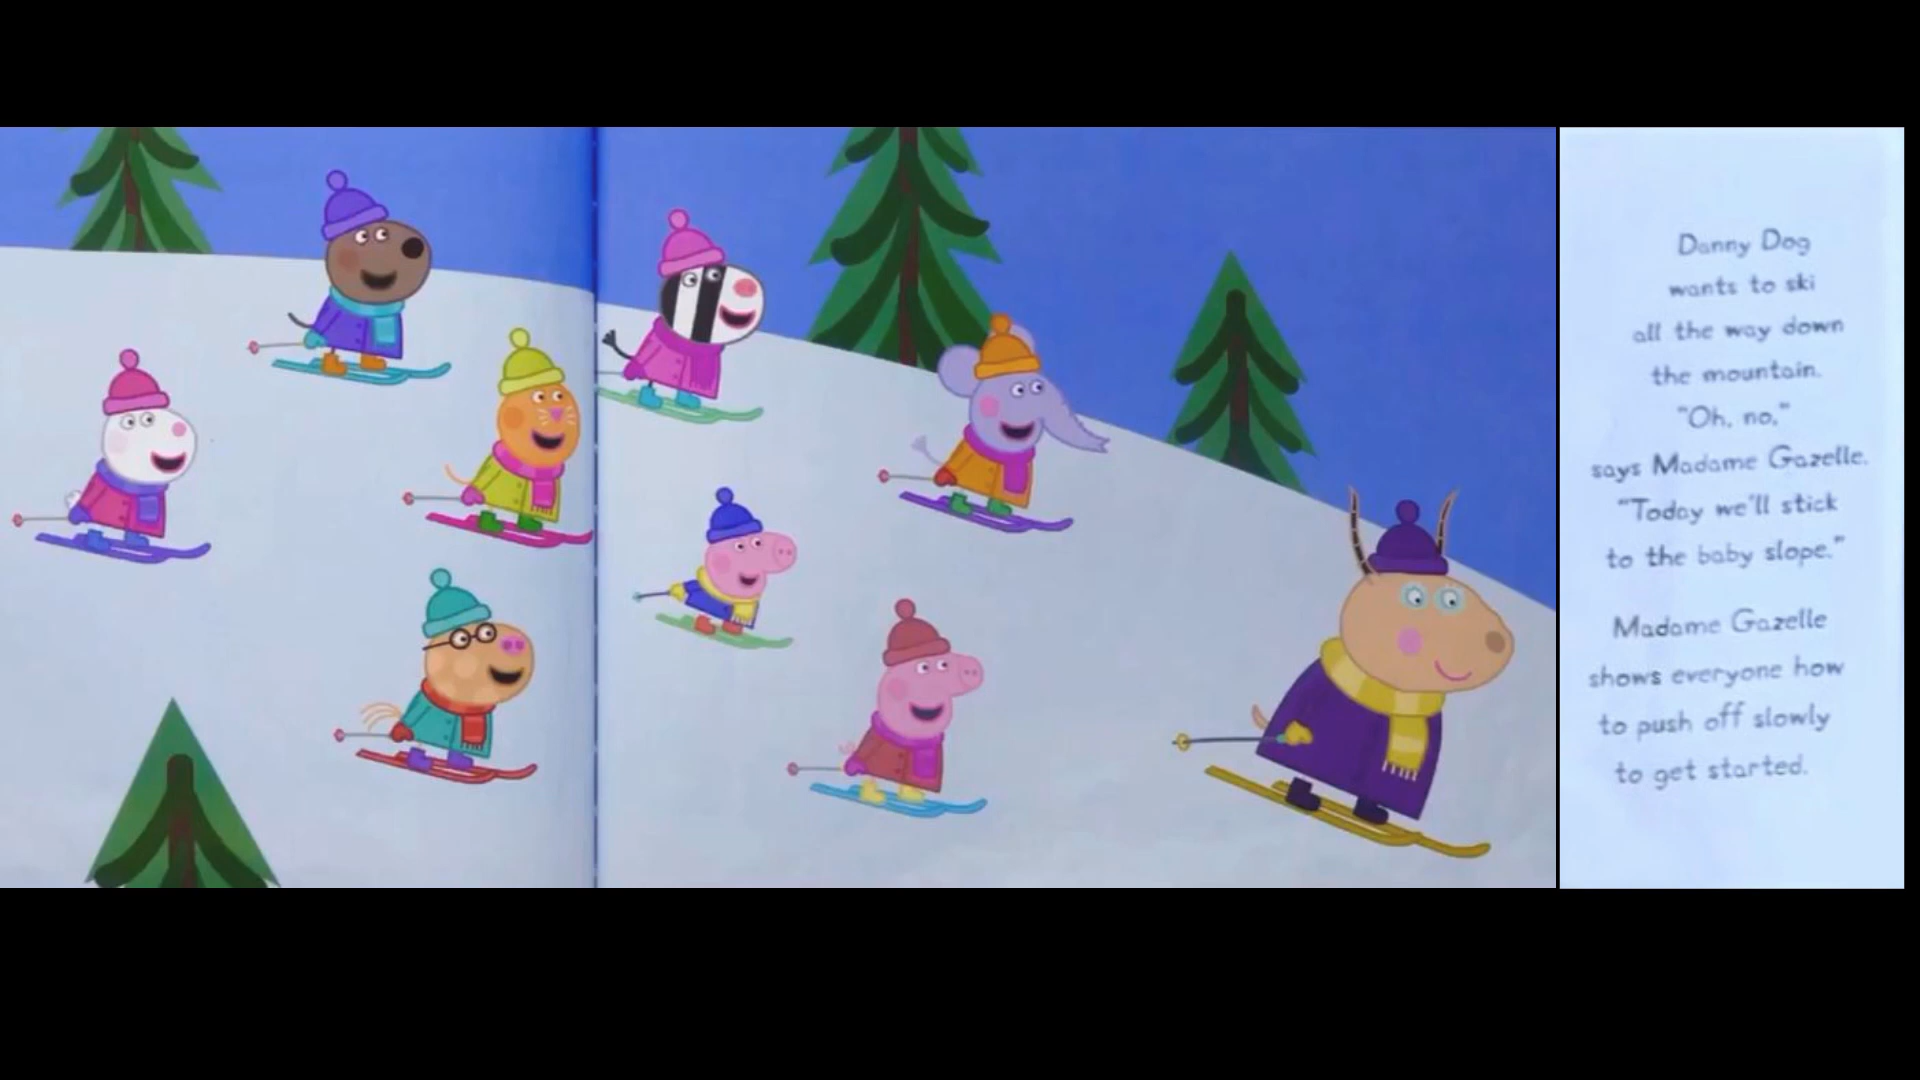 Danny Dog
wants to ski
all the way down
the mountain.
"Oh, no,"
says Madame Gazelle.
"Today we'll stick
to the baby slope."
Madame Gazelle
shows everyone how
to push off slowly
to get started.